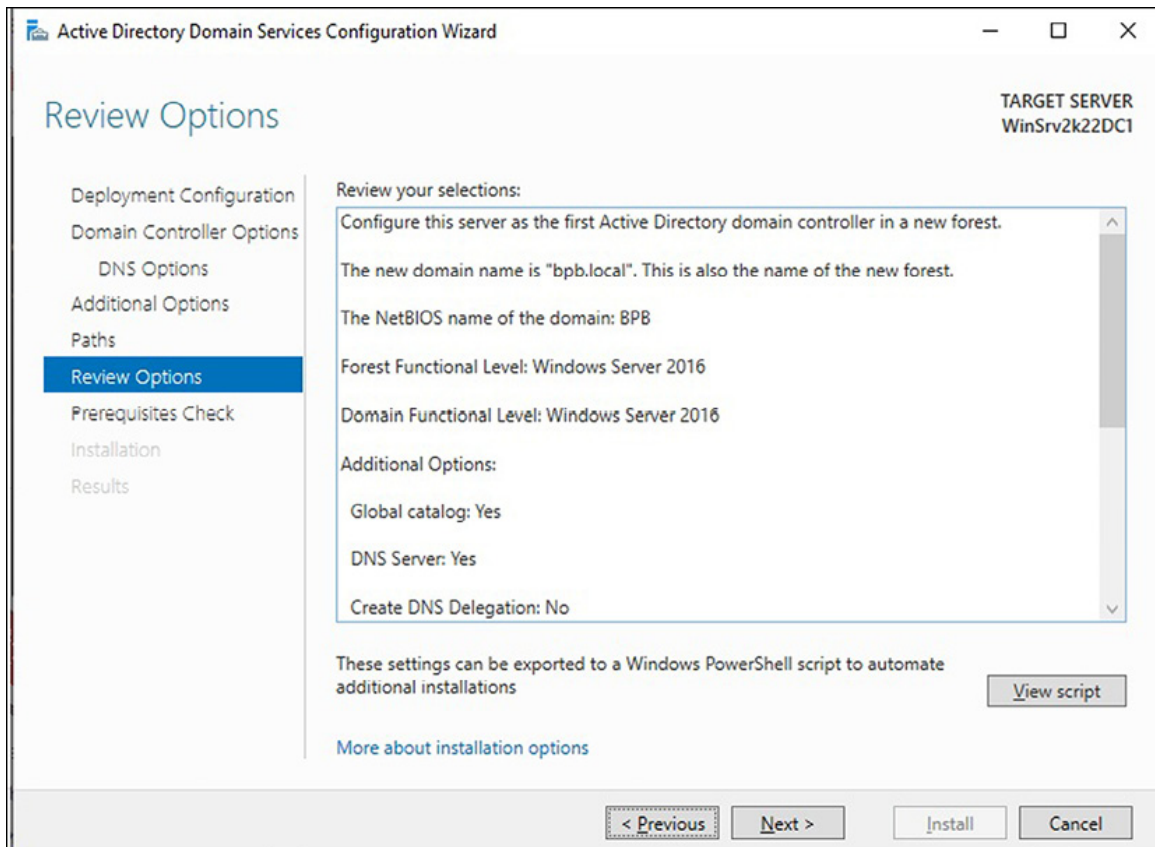 Active Directory Domain Services Configuration Wizard
Review Options
TARGET SERVER
WinSrv2k22DC1
Deployment Configuration
Domain Controller Options
DNS Options
Additional Options
Paths
Review Options
Prerequisites Check
Installation
Results
Review your selections:
Configure this server as the first Active Directory domain controller in a new forest.
The new domain name is "bpb.local". This is also the name of the new forest.
The NetBIOS name of the domain: BPB
Forest Functional Level: Windows Server 2016
Domain Functional Level: Windows Server 2016
Additional Options:
Global catalog: Yes
DNS Server: Yes
Create DNS Delegation: No
These settings can be exported to a Windows PowerShell script to automate
additional installations
View script
More about installation options
< Previous
Next >
Install
Cancel